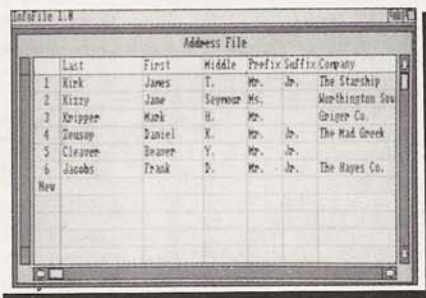 InfoFile 1.0
Address File
Last First Middle Prefix Suffix Company
1 Kirk James T. Mr. Jr. The Starship
2 Kizzy Jane Seymour Ms. Worthington Sou
3 Kripper Mark H. Mr. Griger Co.
4 Zeusop Daniel K. Mr. Jr. The Mad Greek
5 Cleaver Beaver Y. Mr. Jr.
6 Jacobs Frank D. Mr. Jr. The Hayes Co.
New